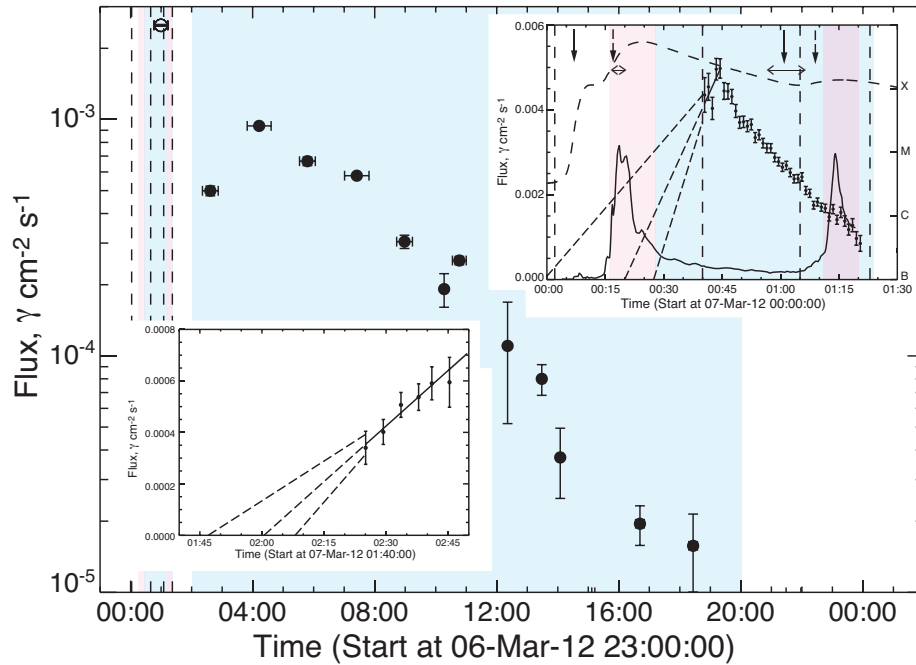 Flux, γ cm-2 s-1
10-3
10-4
10-5
00:00 04:00 08:00 12:00 16:00 20:00 00:00
Time (Start at 06-Mar-12 23:00:00)
Flux, γ cm-2 s-1
0.006
0.004
0.002
0.000
X
M
C
B
00:00 00:15 00:30 00:45 01:00 01:15 01:30
Time (Start at 07-Mar-12 00:00:00)
Flux, γ cm-2 s-1
0.0008
0.0006
0.0004
0.0002
0.0000
01:45 02:00 02:15 02:30 02:45
Time (Start at 07-Mar-12 01:40:00)